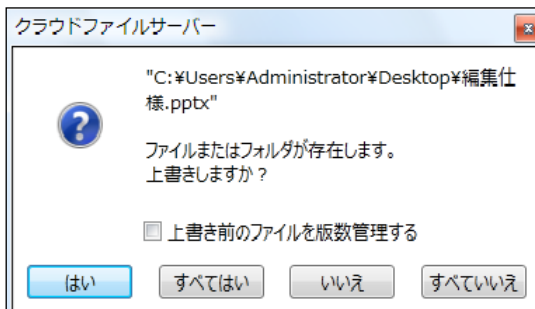 クラウドファイルサーバー
"C:¥Users¥Administrator¥Desktop¥編集仕
様.pptx"
ファイルまたはフォルダが存在します。
上書きしますか？
上書き前のファイルを版数管理する
はい すべてはい いいえ すべていいえ